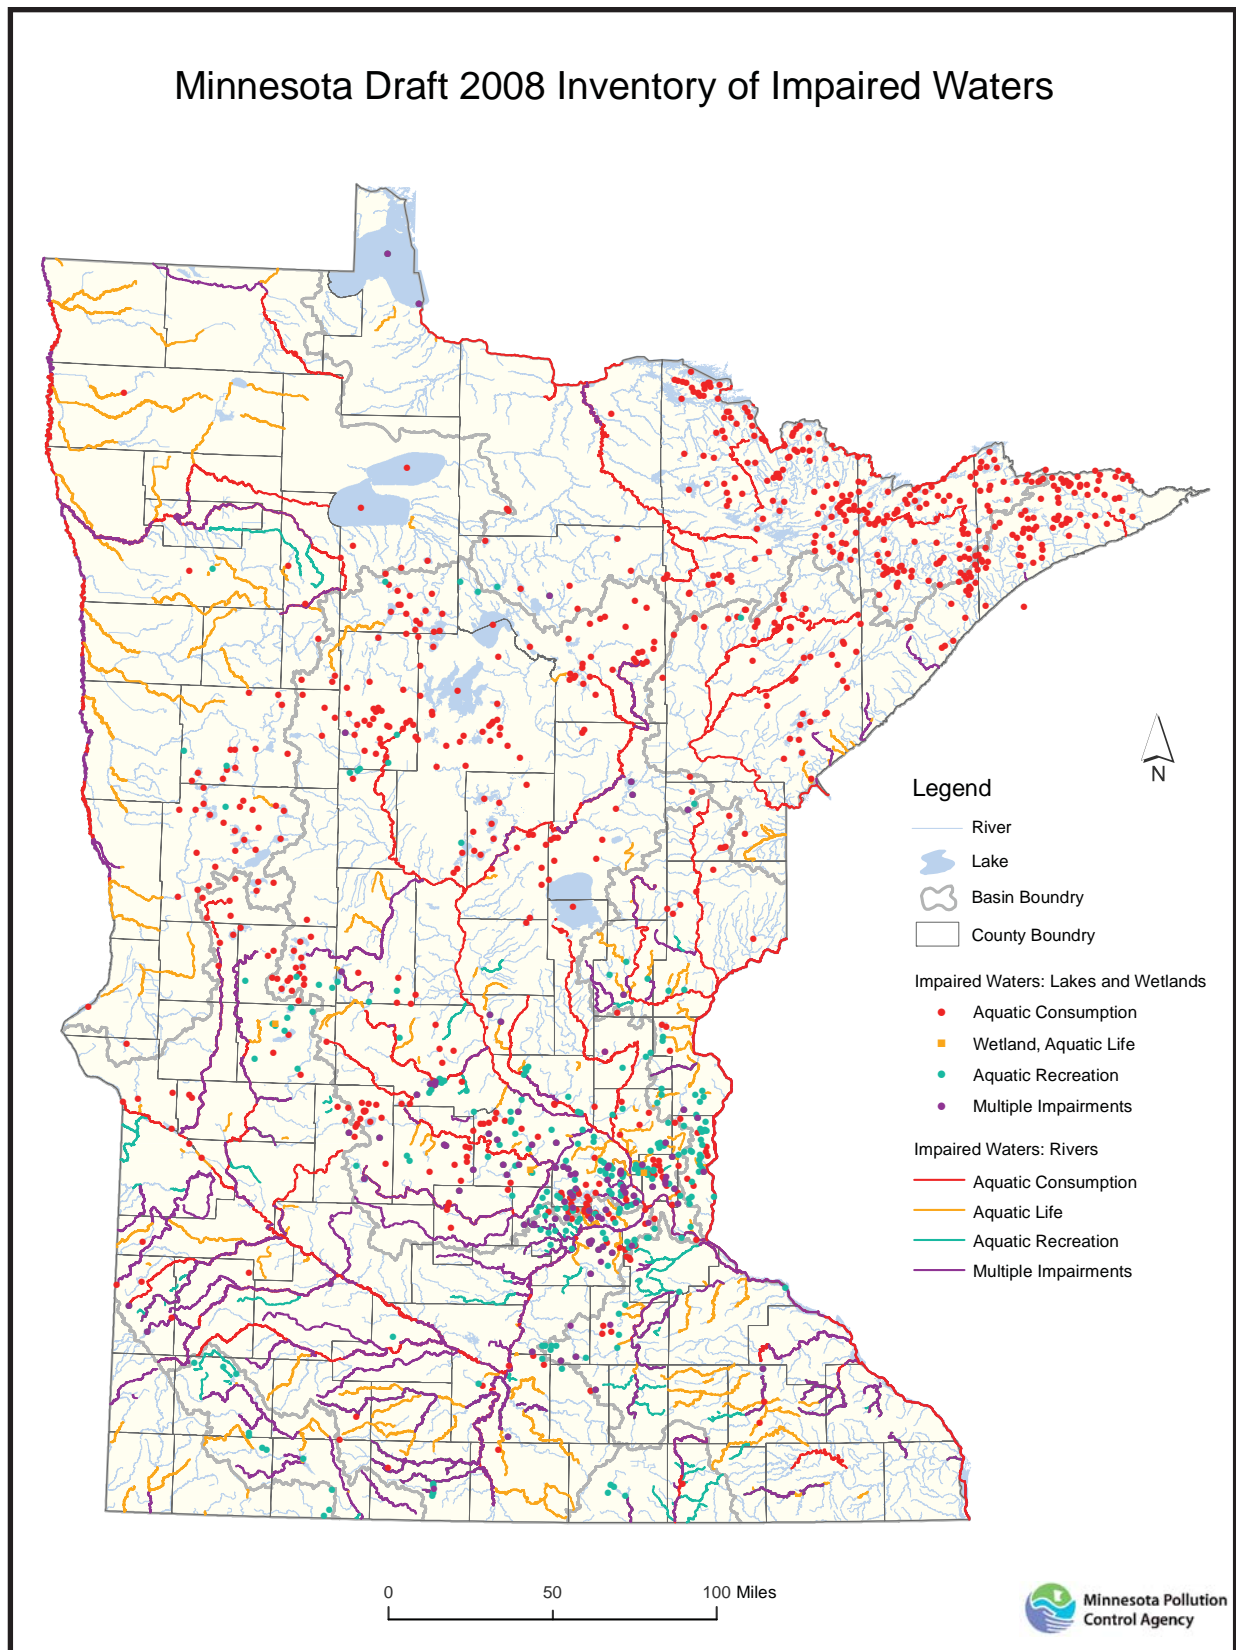 Minnesota Draft 2008 Inventory of Impaired Waters
N
Legend
River
Lake
Basin Boundry
County Boundry
Impaired Waters: Lakes and Wetlands
Aquatic Consumption
Wetland, Aquatic Life
Aquatic Recreation
Multiple Impairments
Impaired Waters: Rivers
Aquatic Consumption
Aquatic Life
Aquatic Recreation
Multiple Impairments
0 50 100 Miles
Minnesota Pollution
Control Agency